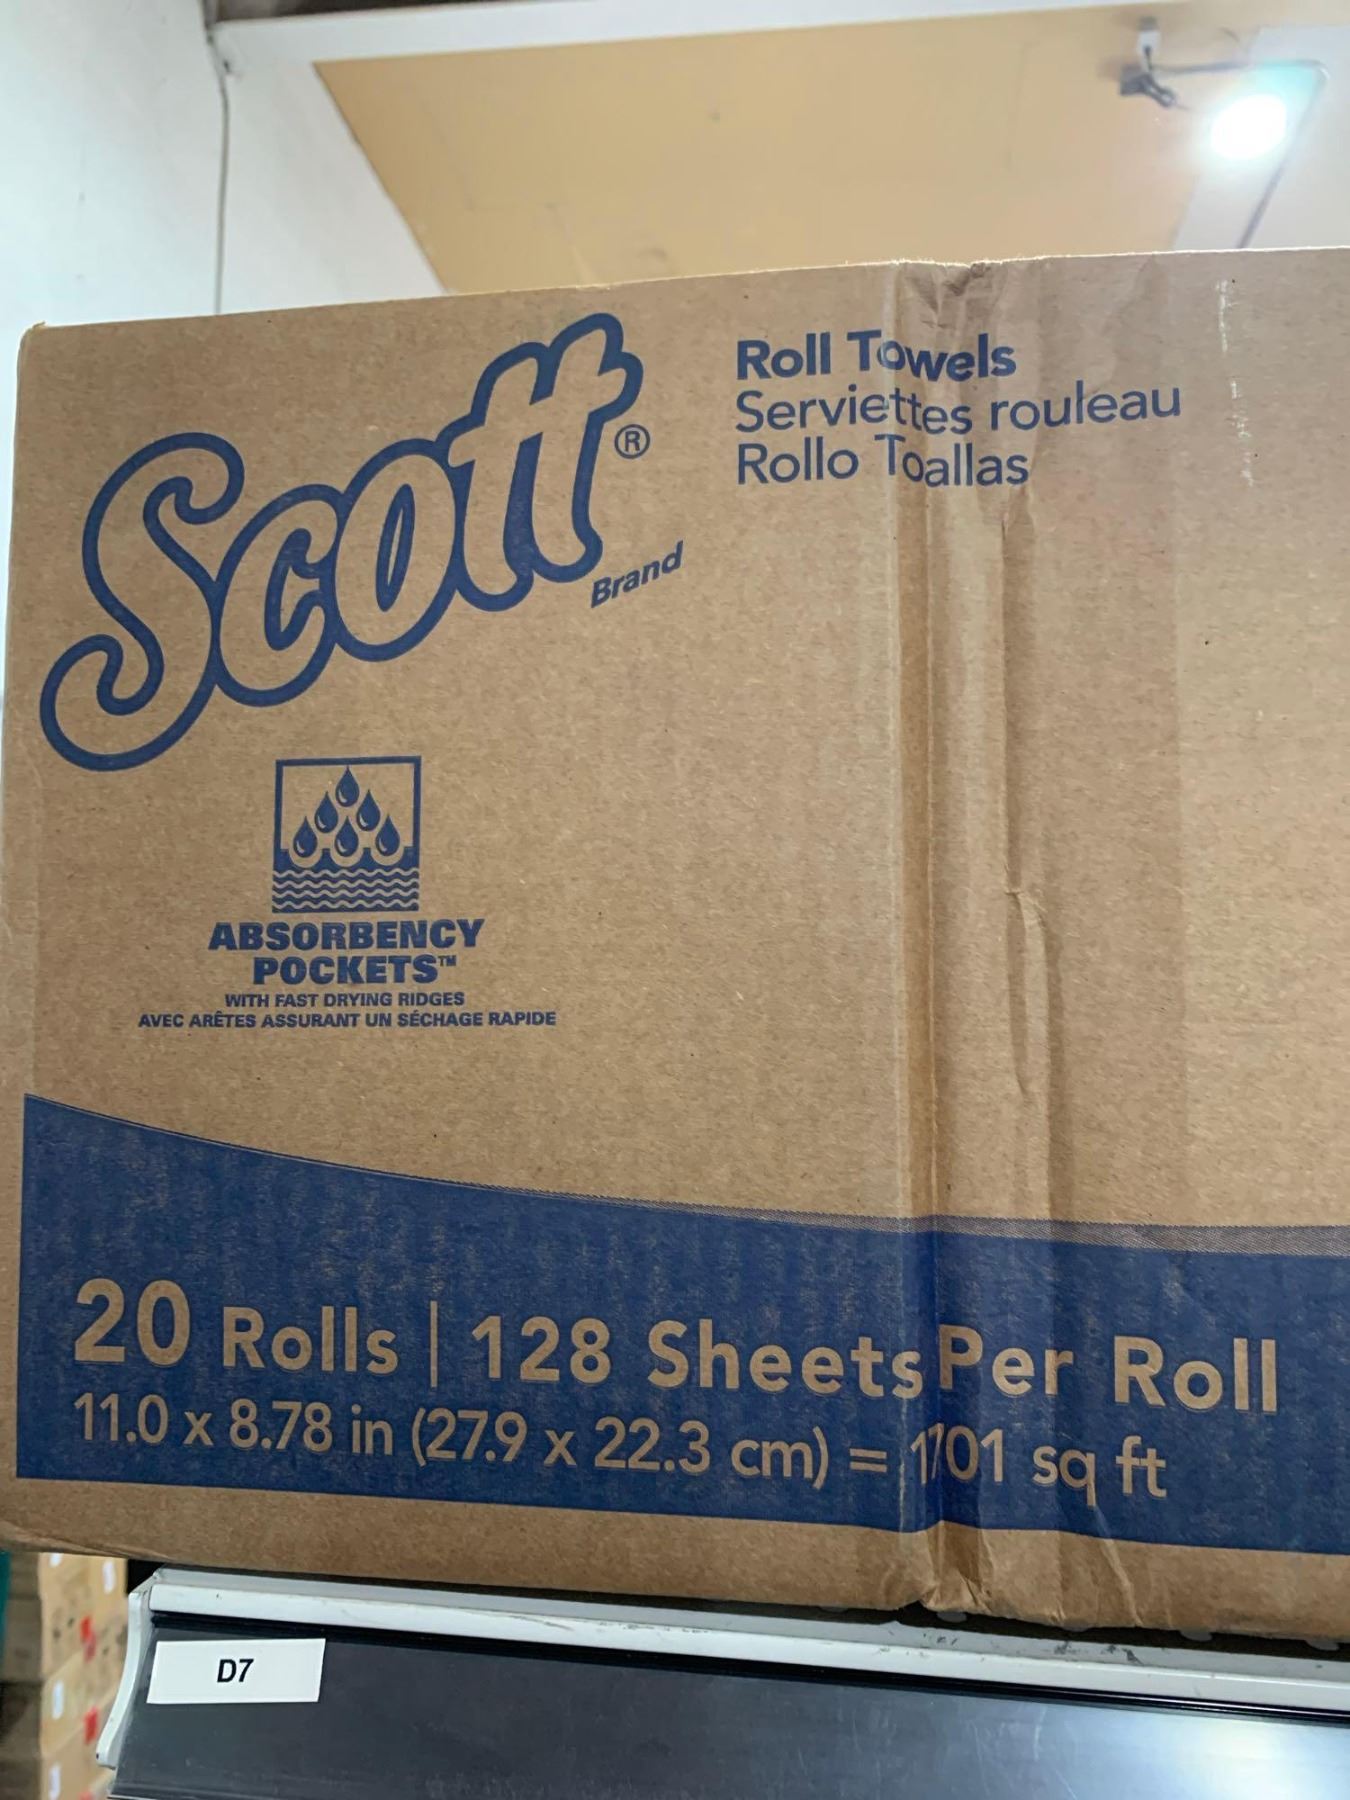 Scott®
Brand
Roll Towels
Serviettes rouleau
Rollo Toallas
ABSORBENCY
POCKETS™
WITH FAST DRYING RIDGES
AVEC ARÊTES ASSURANT UN SÉCHAGE RAPIDE
20 Rolls | 128 Sheets Per Roll
11.0 x 8.78 in (27.9 x 22.3 cm) = 1701 sq ft
D7